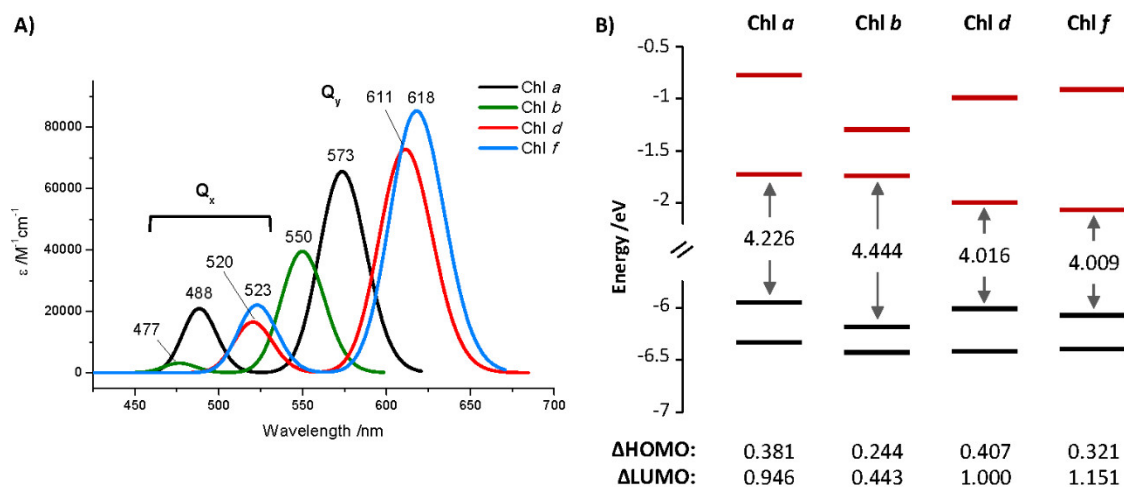 A)
Q_y
Q_x
ε /M⁻¹cm⁻¹
80000
60000
40000
20000
0
477
488
520
523
550
573
611
618
Chl a
Chl b
Chl d
Chl f
450 500 550 600 650 700
Wavelength /nm
B)
Chl a Chl b Chl d Chl f
Energy /eV
-0.5
-1
-1.5
-2
-6
-6.5
-7
4.226 4.444 4.016 4.009
ΔHOMO: 0.381 0.244 0.407 0.321
ΔLUMO: 0.946 0.443 1.000 1.151